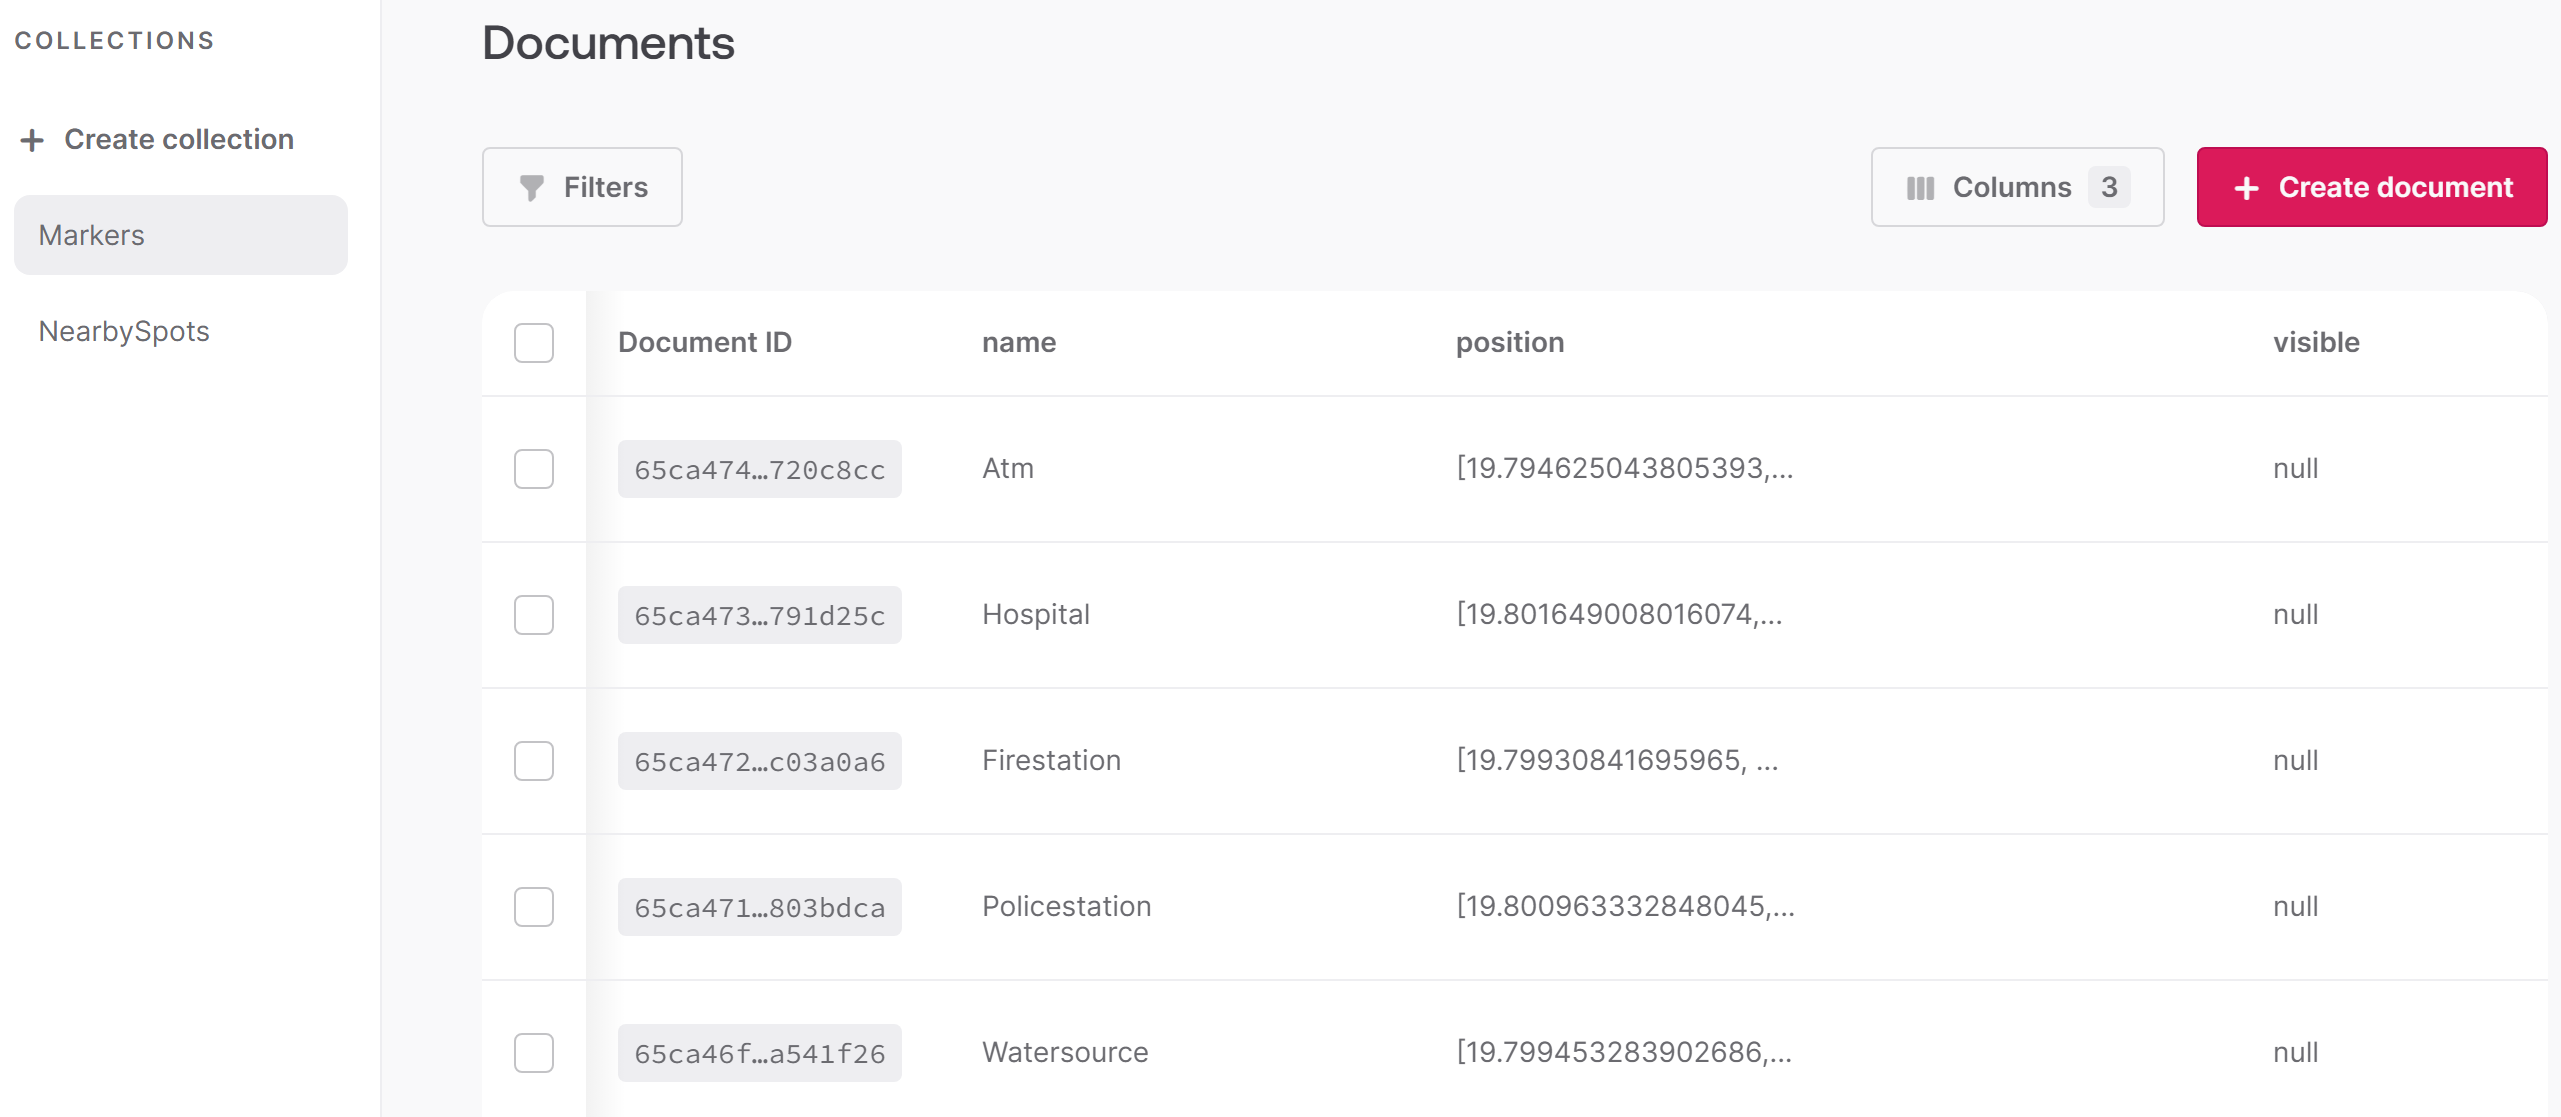 COLLECTIONS
Create collection
Markers
NearbySpots
Documents
Filters
Columns 3
Create document
Document ID name position visible
65ca474…720c8cc Atm [19.794625043805393,... null
65ca473…791d25c Hospital [19.801649008016074,... null
65ca472…c03a0a6 Firestation [19.79930841695965, ... null
65ca471…803bdca Policestation [19.800963332848045,... null
65ca46f…a541f26 Watersource [19.799453283902686,... null